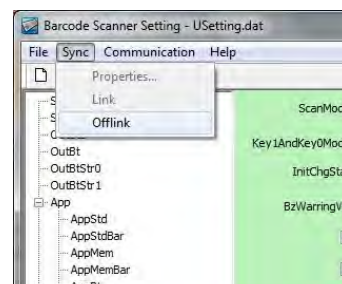 Barcode Scanner Setting - USetting.dat
File Sync Communication Help
Properties...
Link
Offlink
OutBt
OutBtStr0
OutBtStr1
App
AppStd
AppStdBar
AppMem
AppMemBar
ScanMod
Key1AndKey0Mod
InitChgSta
BzWarringV